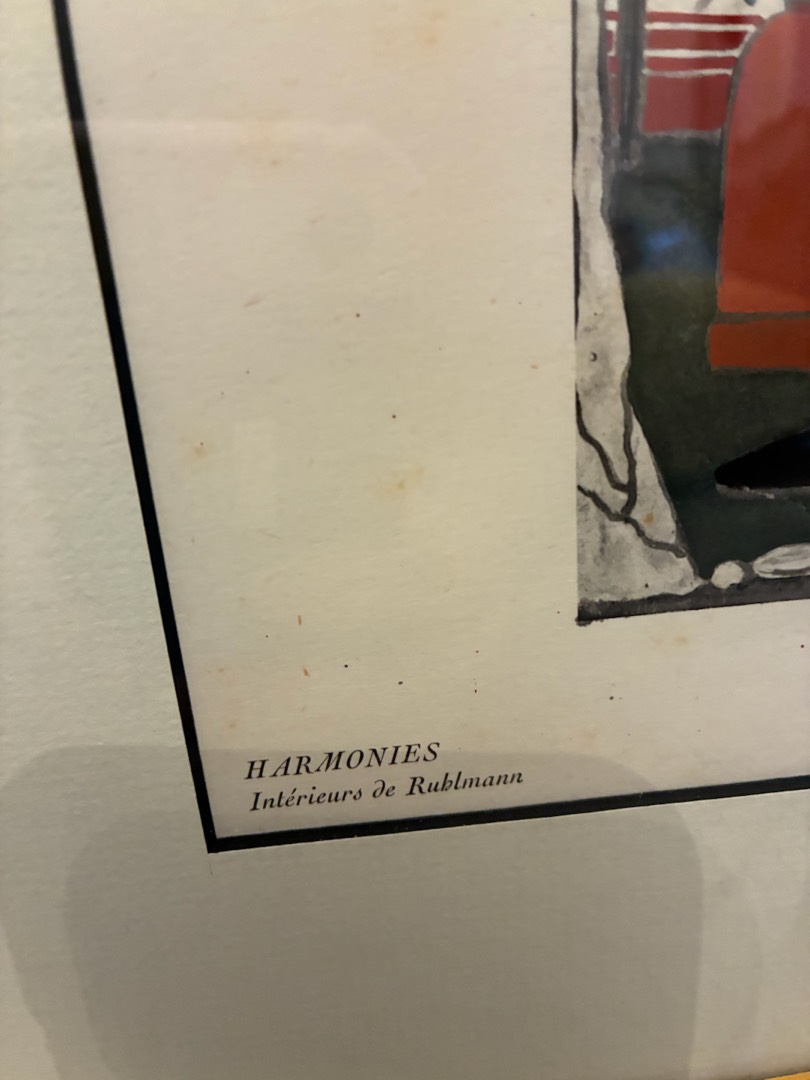 HARMONIES
Intérieurs de Ruhlmann